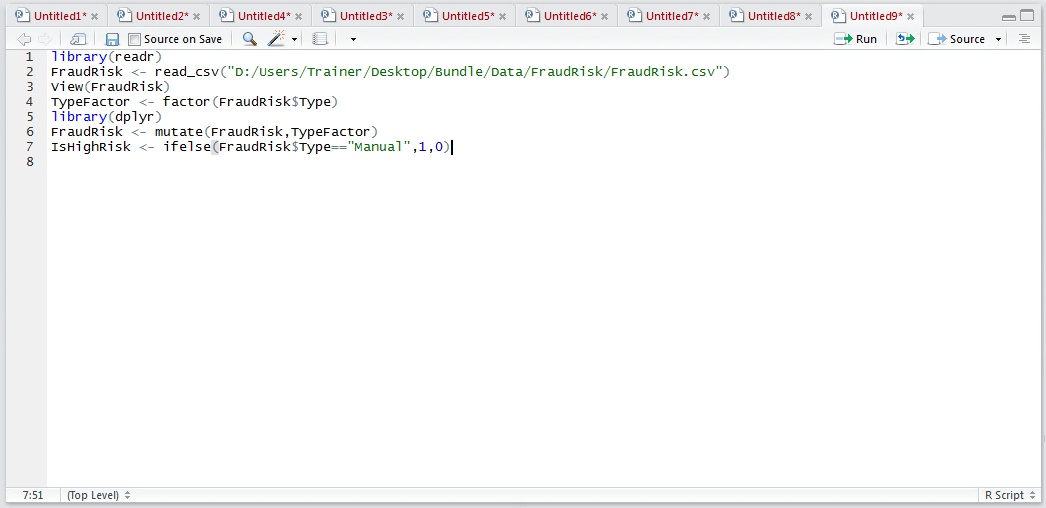 Untitled1* Untitled2* Untitled4* Untitled3* Untitled5* Untitled6* Untitled7* Untitled8* Untitled9*
Source on Save Run Source
1 library(readr)
2 FraudRisk <- read_csv("D:/Users/Trainer/Desktop/Bundle/Data/FraudRisk/FraudRisk.csv")
3 View(FraudRisk)
4 TypeFactor <- factor(FraudRisk$Type)
5 library(dplyr)
6 FraudRisk <- mutate(FraudRisk,TypeFactor)
7 IsHighRisk <- ifelse(FraudRisk$Type=="Manual",1,0)
8
7:51 (Top Level) R Script